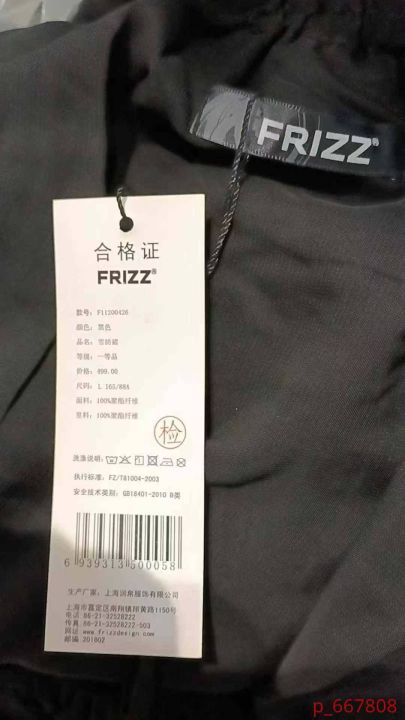 FRIZZ®
合格证
FRIZZ®
款号: F11200426
颜色: 黑色
品名: 雪纺裙
等级: 一等品
价格: 899.00
尺码: L 165/88A
面料: 100%聚酯纤维
里料: 100%聚酯纤维
检
洗涤说明:
执行标准: FZ/T81004-2003
安全技术类别: GB18401-2010 B类
6 939313 500058
生产厂家: 上海润帛服饰有限公司
上海市嘉定区南翔镇翔黄路1150号
电话 86-21-32528222
传真 86-21-32528222-503
网址 www.frizzdesign.com
邮编 201802
p_667808